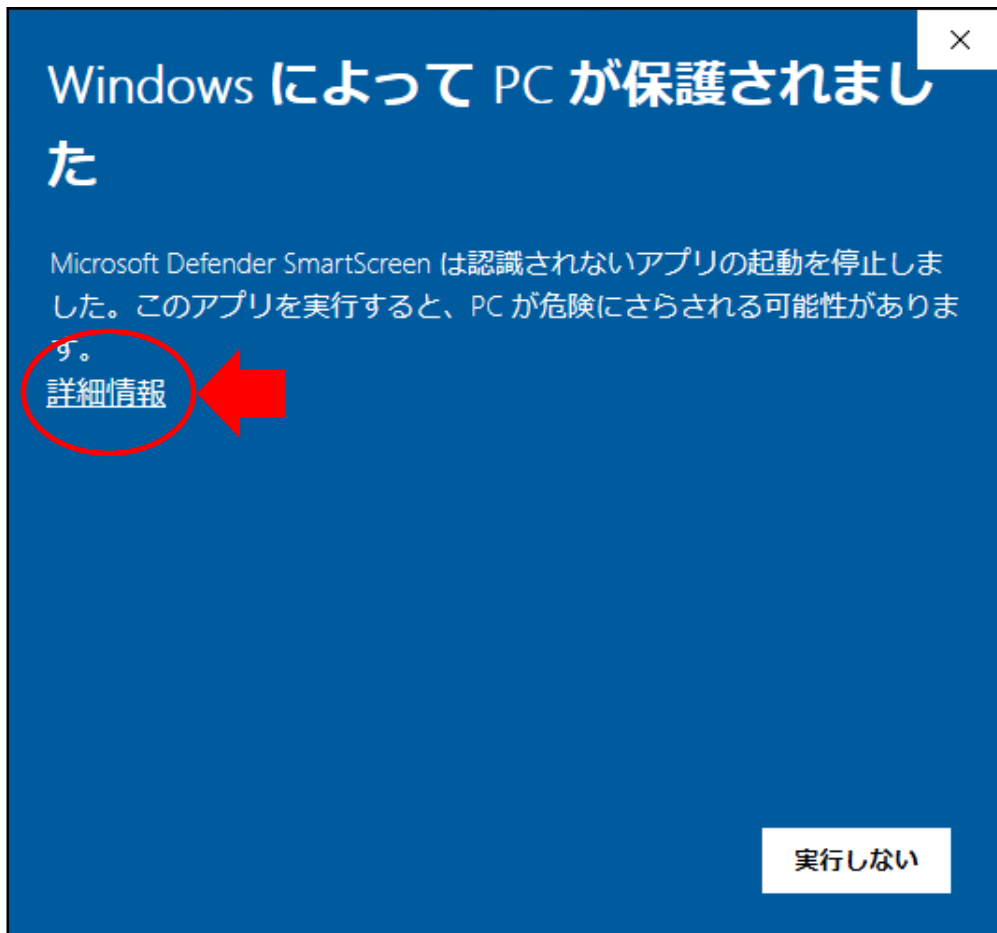 Windows によって PC が保護されまし
た
Microsoft Defender SmartScreen は認識されないアプリの起動を停止しま
した。このアプリを実行すると、PC が危険にさらされる可能性がありま
す。
詳細情報
実行しない